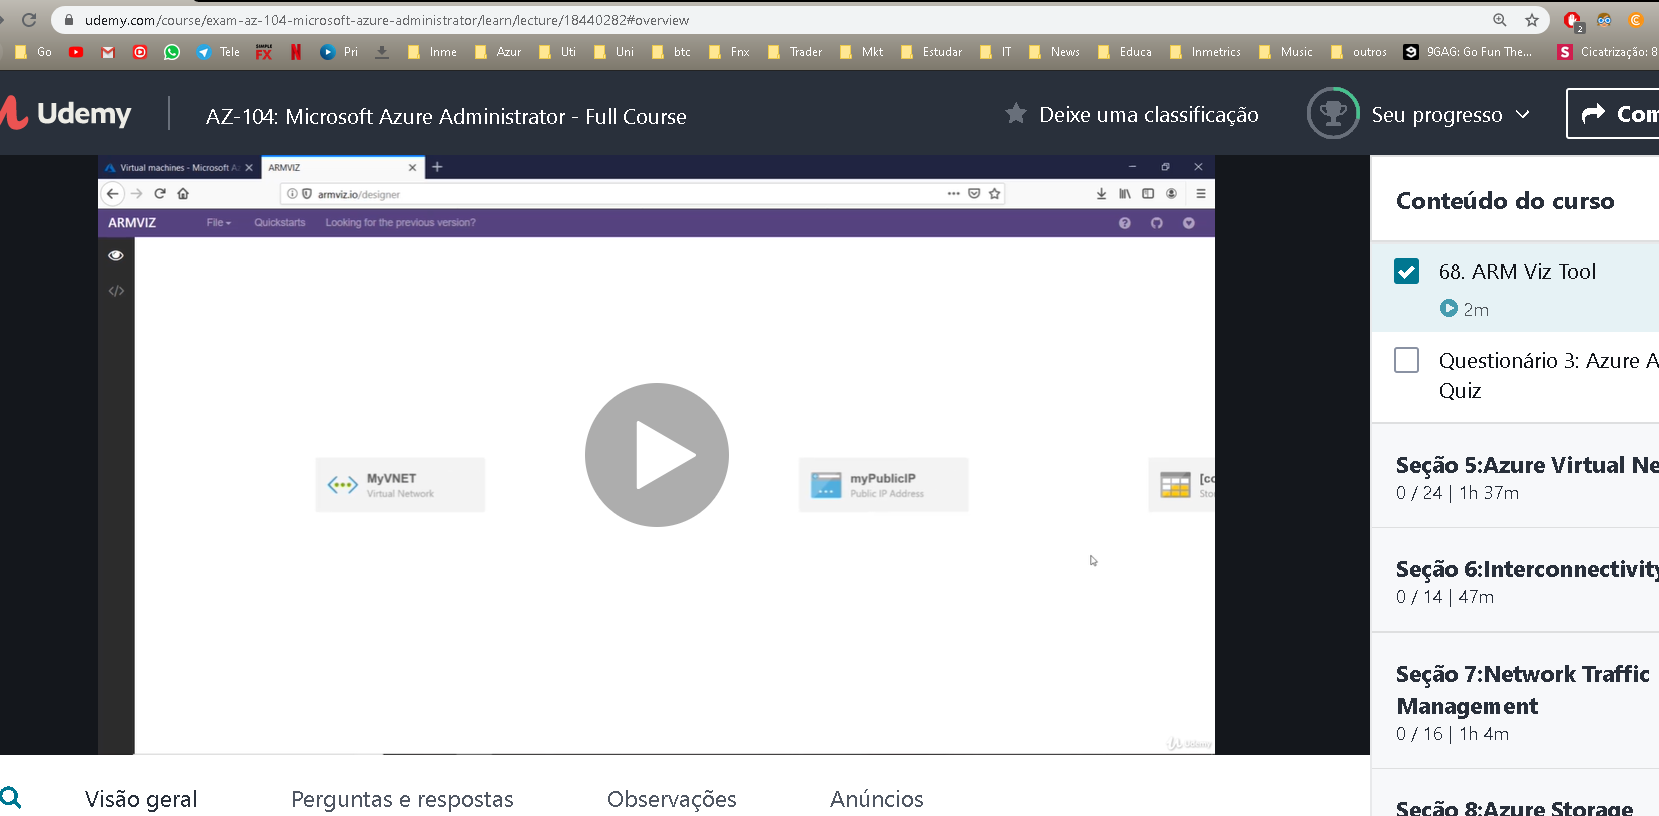 udemy.com/course/exam-az-104-microsoft-azure-administrator/learn/lecture/18440282#overview
2
Go Tele SIMPLE FX Pri Inme Azur Uti Uni btc Fnx Trader Mkt Estudar IT News Educa Inmetrics Music outros 9GAG: Go Fun The... S Cicatrização: 8
Udemy AZ-104: Microsoft Azure Administrator - Full Course Deixe uma classificação Seu progresso Com
Virtual machines - Microsoft Az ARMVIZ
armviz.io/designer
ARMVIZ File Quickstarts Looking for the previous version?
MyVNET
Virtual Network
myPublicIP
Public IP Address
[co
Sto
Udemy
Conteúdo do curso
68. ARM Viz Tool
2m
Questionário 3: Azure A
Quiz
Seção 5:Azure Virtual Ne
0 / 24 | 1h 37m
Seção 6:Interconnectivity
0 / 14 | 47m
Seção 7:Network Traffic
Management
0 / 16 | 1h 4m
Seção 8:Azure Storage
Visão geral Perguntas e respostas Observações Anúncios